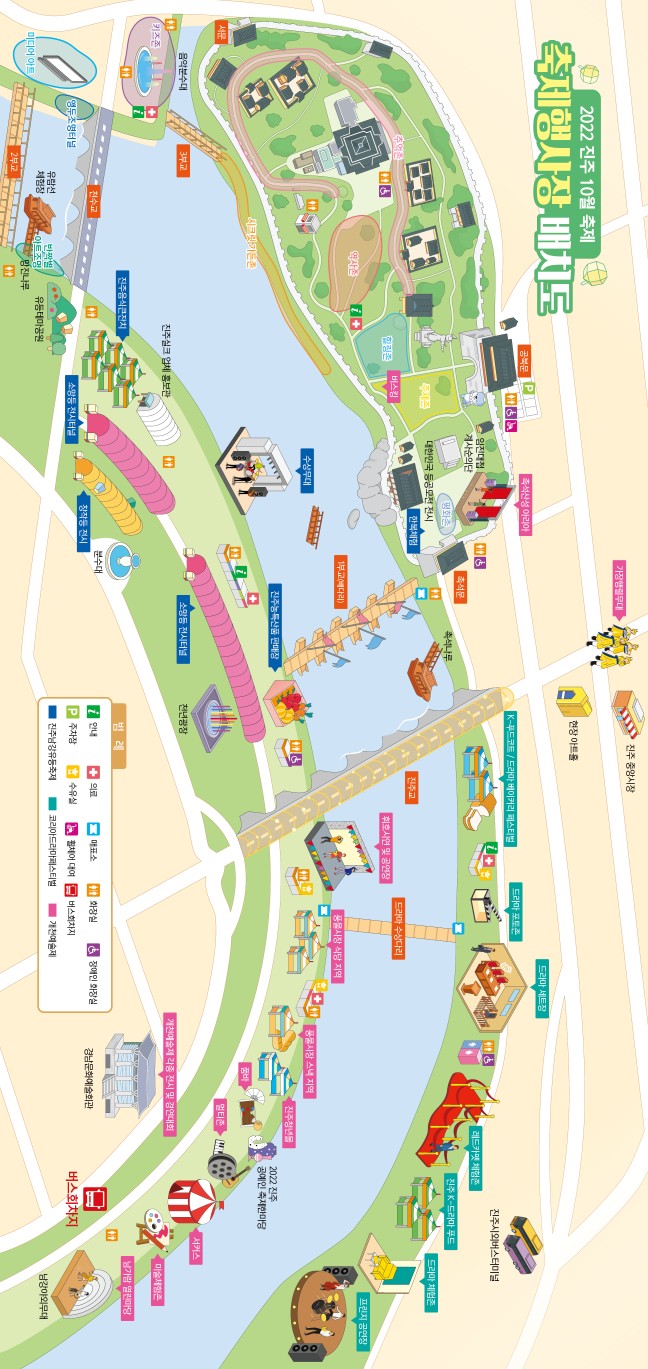 2022 진주 10월 축제
축제행사장 배치도
가장행렬무대
진주 중앙시장
현장 아트홀
공북문
촉석산성 아리아
임진대첩
계사순의단
대한민국 등공모전 전시
평화존
촉석문
한복체험
주제존
버스킹
힐링존
추억존
역사존
서문
시크릿가든존
3부교
음악분수대
키즈존
촉석나루
1부교(배다리)
진주교
K-푸드코트 / 드라마 베이커리 페스티벌
드라마 포토존
드라마 세트장
드라마 수상다리
레드카펫 체험존
진주 K-드라마 푸드
드라마 체험존
프린지 공연장
진주시외버스터미널
휘호시연 및 공연장
용물시장 식당 지역
용물시장 스낵 지역
진주청년몰
2022 진주
공예인 축제한마당
품바
멀티존
서커스
미술체험존
남가람 열린마당
남강야외무대
버스회차지
개천예술제 각종 전시 및 경연대회
경남문화예술회관
수상무대
진주농특산품 판매장
소망등 전시터널
천년광장
진주실크 업체 홍보관
진주음식큰잔치
소망등 전시터널
창작등 전시
분수대
천수교
영두조명터널
미디어 아트
유람선
체험장
반짝별
아트조명
망진나루
유등테마공원
2부교
범 례
안내
의료
매표소
화장실
장애인 화장실
주차장
수유실
휠체어 대여
버스회차지
진주남강유등축제
코리아드라마페스티벌
개천예술제